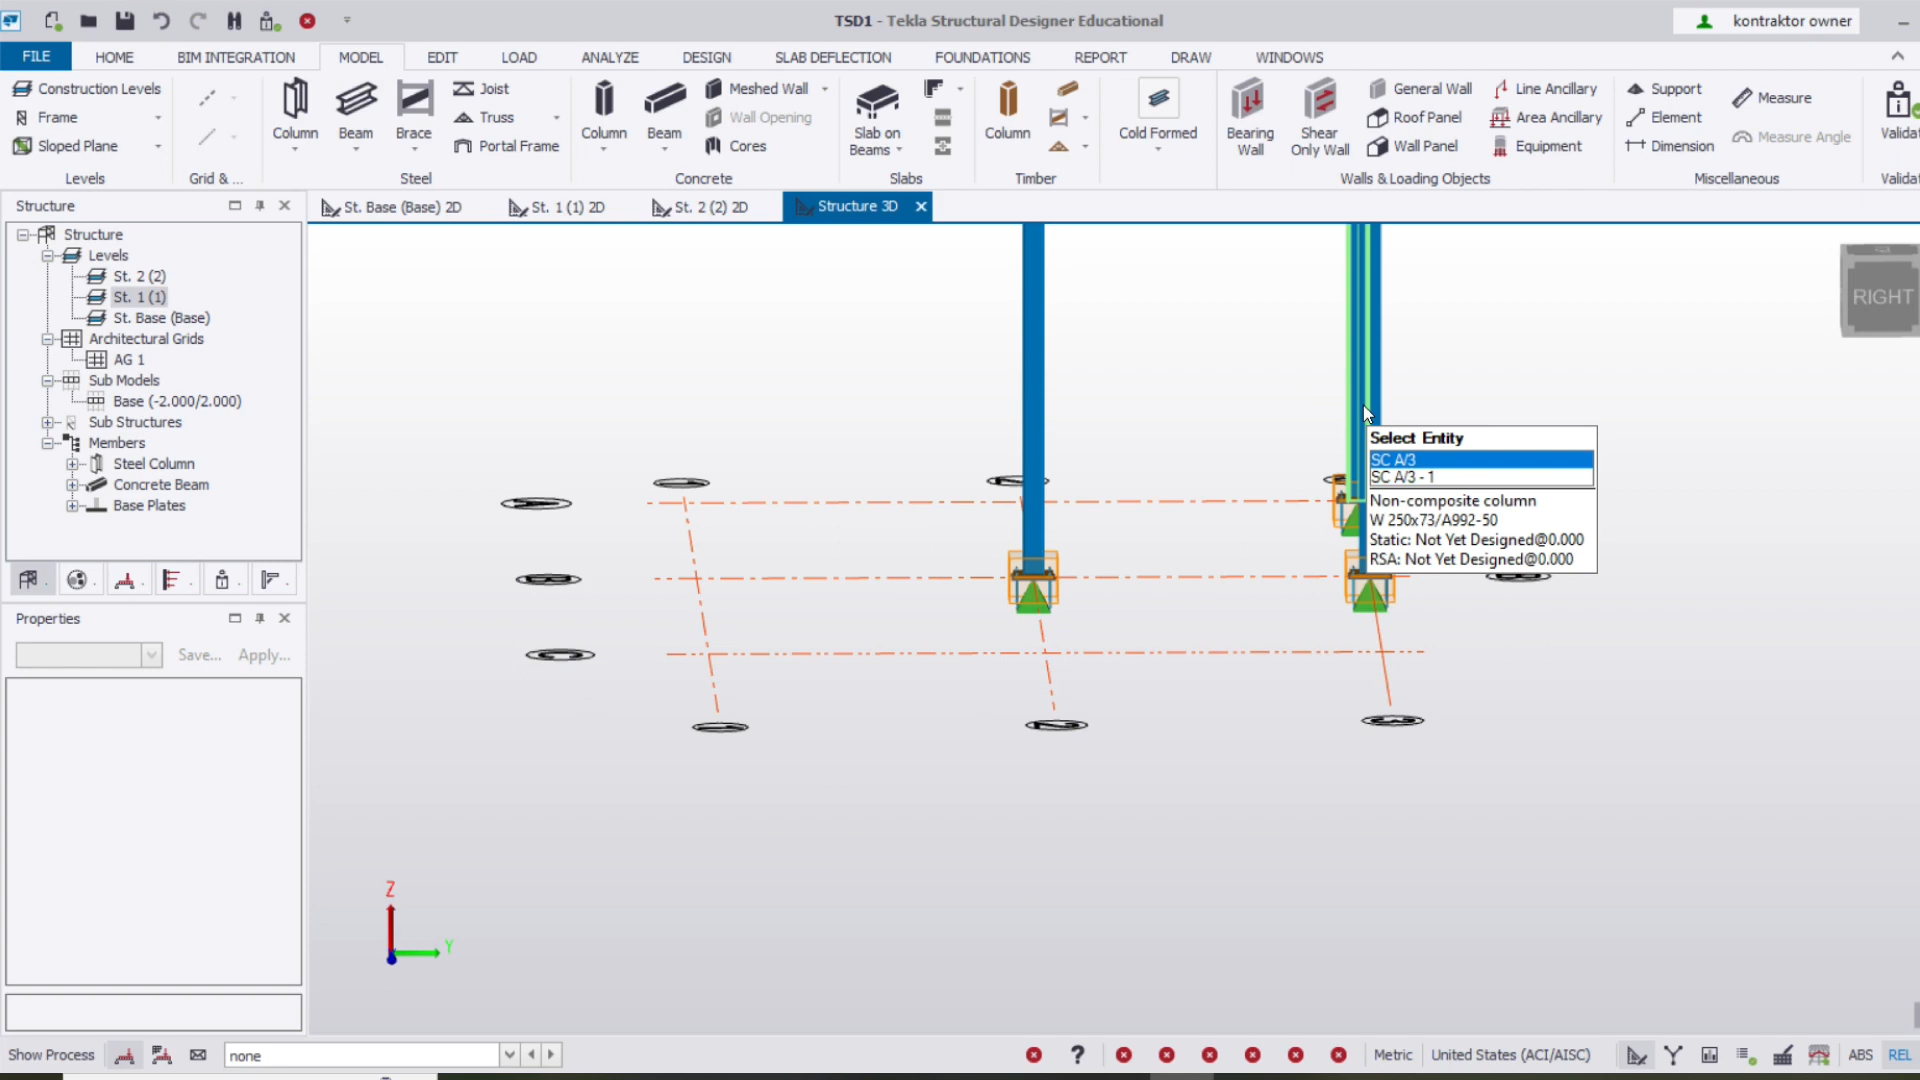 TSD1 - Tekla Structural Designer Educational
kontraktor owner
FILE HOME BIM INTEGRATION MODEL EDIT LOAD ANALYZE DESIGN SLAB DEFLECTION FOUNDATIONS REPORT DRAW WINDOWS
Construction Levels
Frame
Sloped Plane
Levels
Grid & ...
Column
Beam
Brace
Joist
Truss
Portal Frame
Steel
Column
Beam
Meshed Wall
Wall Opening
Cores
Concrete
Slab on
Beams
Slabs
Column
Timber
Cold Formed
Bearing
Wall
Shear
Only Wall
General Wall
Roof Panel
Wall Panel
Line Ancillary
Area Ancillary
Equipment
Walls & Loading Objects
Support
Element
Dimension
Measure
Measure Angle
Miscellaneous
Validat
Validat
Structure
St. Base (Base) 2D
St. 1 (1) 2D
St. 2 (2) 2D
Structure 3D
Structure
Levels
St. 2 (2)
St. 1 (1)
St. Base (Base)
Architectural Grids
AG 1
Sub Models
Base (-2.000/2.000)
Sub Structures
Members
Steel Column
Concrete Beam
Base Plates
RIGHT
Select Entity
SC A/3
SC A/3 - 1
Non-composite column
W 250x73/A992-50
Static: Not Yet Designed@0.000
RSA: Not Yet Designed@0.000
A
B
C
1
2
3
Properties
Save...
Apply...
Z
Y
Show Process
none
Metric
United States (ACI/AISC)
ABS
REL